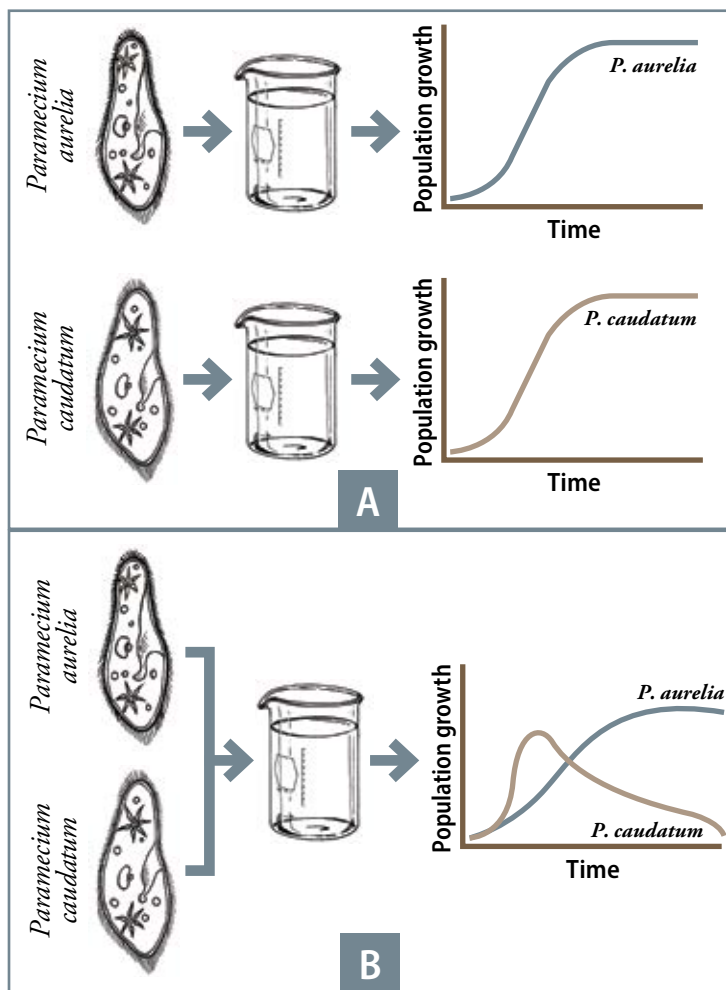 Paramecium
aurelia
Population growth
P. aurelia
Time
Paramecium
caudatum
Population growth
P. caudatum
Time
A
Paramecium
aurelia
Paramecium
caudatum
Population growth
P. aurelia
P. caudatum
Time
B